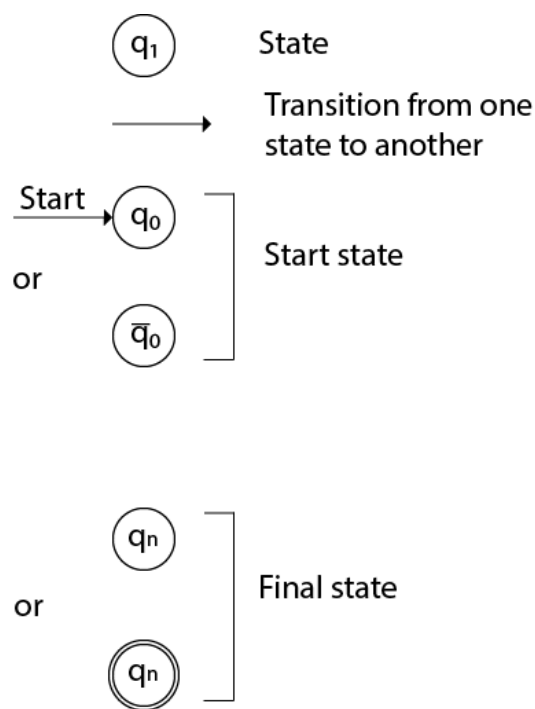 q₁ State
Transition from one
state to another
Start q₀
or
Start state
q̅₀
qn
or
Final state
qn